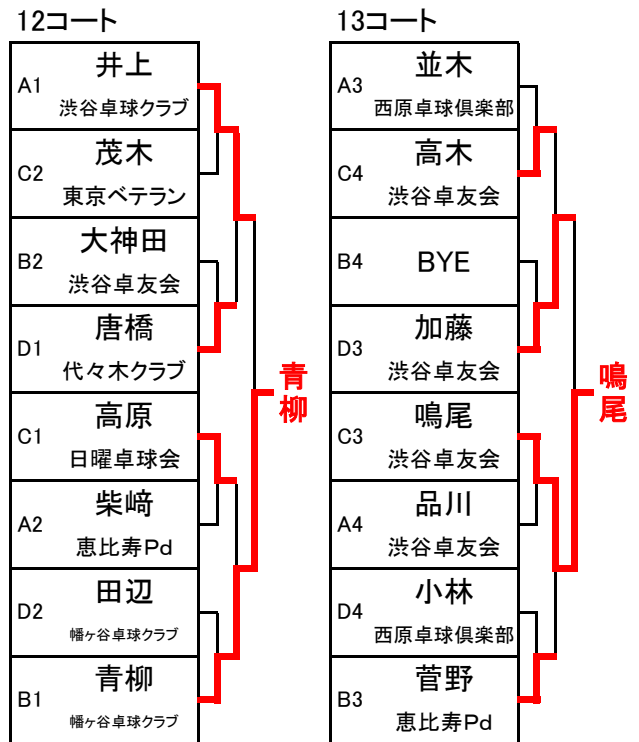 12コート
A1
井上
渋谷卓球クラブ
C2
茂木
東京ベテラン
B2
大神田
渋谷卓友会
D1
唐橋
代々木クラブ
C1
高原
日曜卓球会
A2
柴﨑
恵比寿Pd
D2
田辺
幡ヶ谷卓球クラブ
B1
青柳
幡ヶ谷卓球クラブ
青柳
13コート
A3
並木
西原卓球倶楽部
C4
高木
渋谷卓友会
B4
BYE
D3
加藤
渋谷卓友会
C3
鳴尾
渋谷卓友会
A4
品川
渋谷卓友会
D4
小林
西原卓球倶楽部
B3
菅野
恵比寿Pd
鳴尾